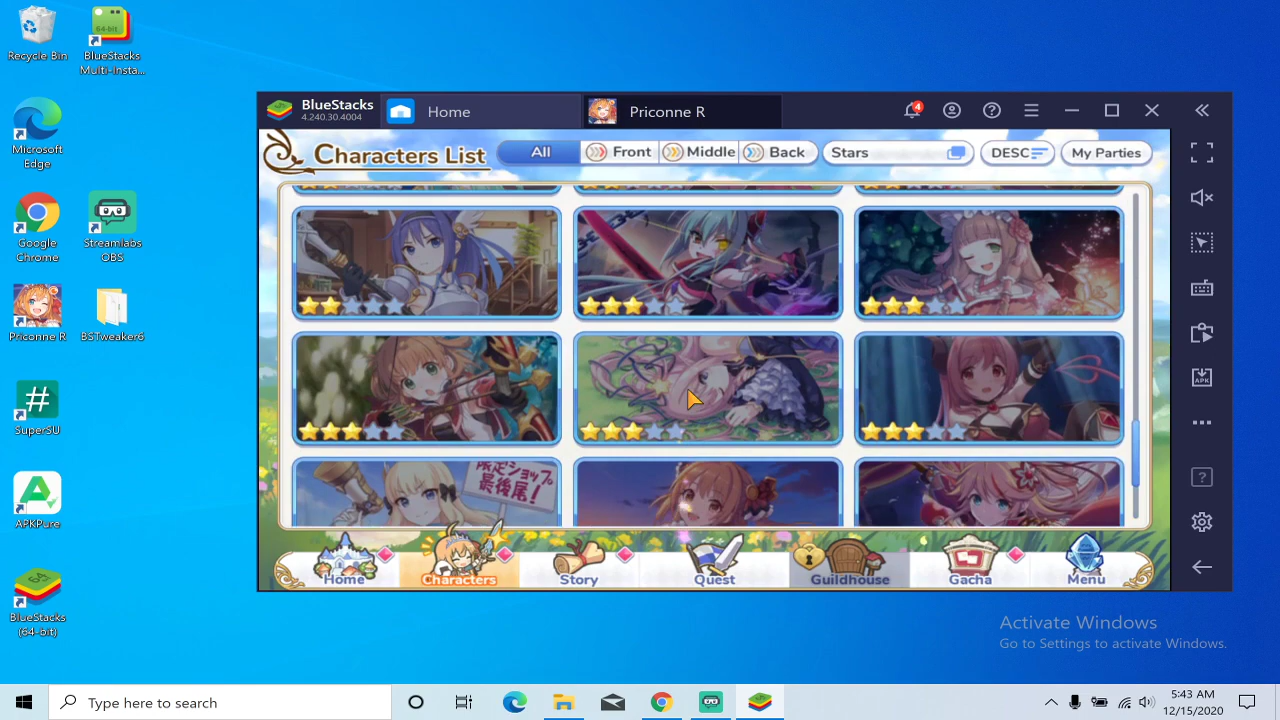 Recycle Bin
BlueStacks
Multi-Insta...
Microsoft
Edge
Google
Chrome
Streamlabs
OBS
Priconne R
BSTweaker6
#
SuperSU
APKPure
BlueStacks
(64-bit)
64-bit
BlueStacks
4.240.30.4004
Home
Priconne R
4
Characters List
All
Front
Middle
Back
Stars
DESC
My Parties
限定ショップ
最後尾!
Home
Characters
Story
Quest
Guildhouse
Gacha
Menu
APK
Activate Windows
Go to Settings to activate Windows.
Type here to search
5:43 AM
12/15/2020